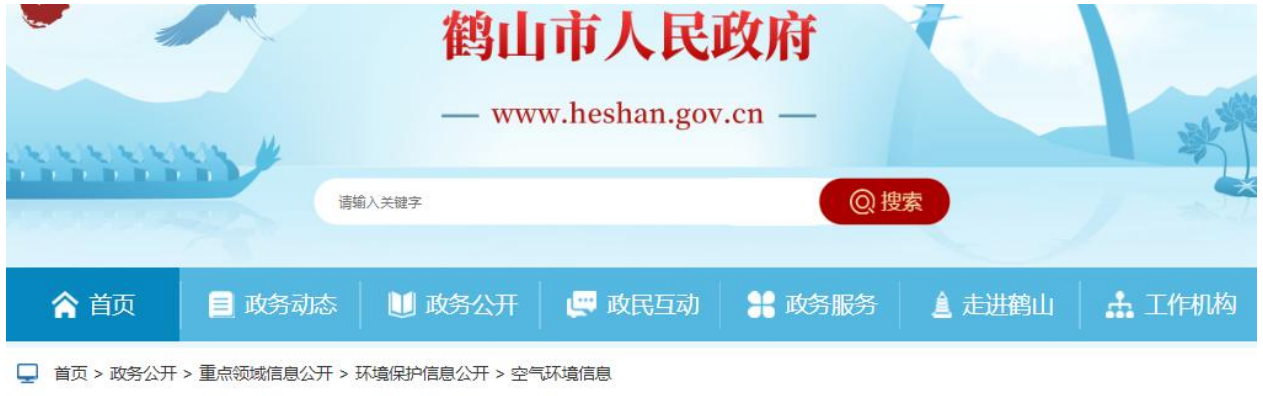 鹤山市人民政府
— www.heshan.gov.cn —
请输入关键字 搜索
首页 政务动态 政务公开 政民互动 政务服务 走进鹤山 工作机构
首页 > 政务公开 > 重点领域信息公开 > 环境保护信息公开 > 空气环境信息